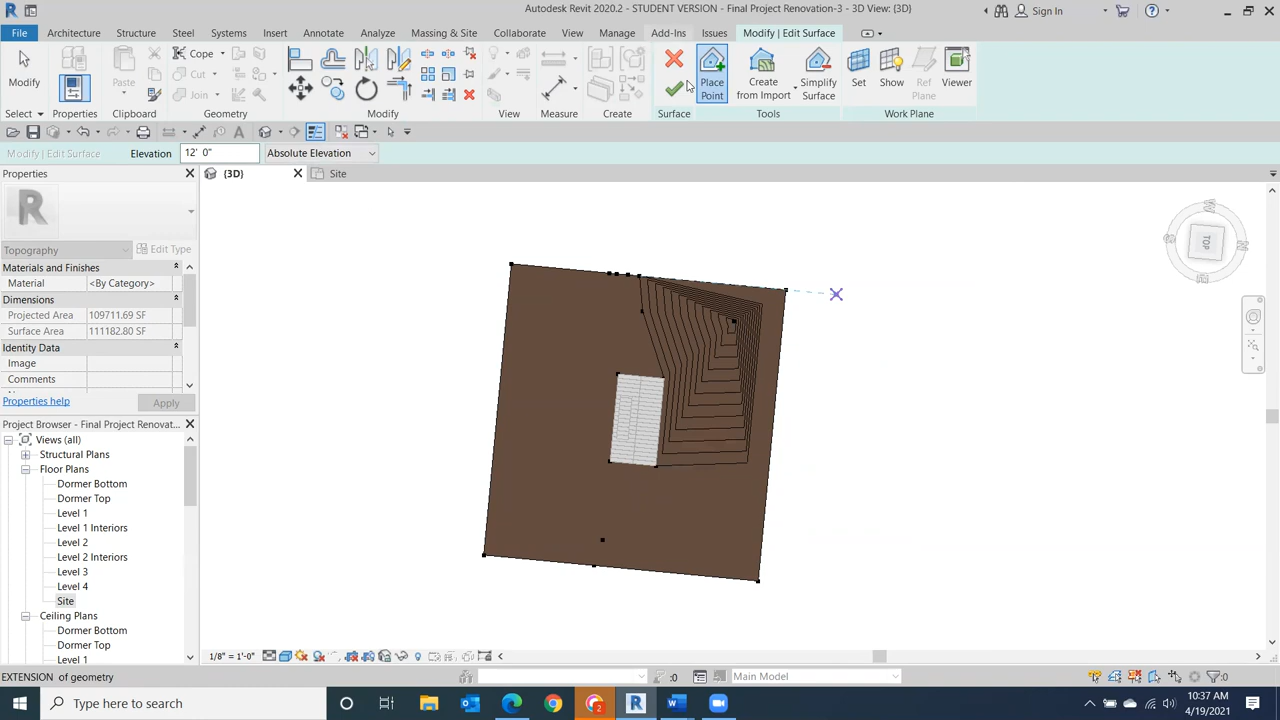 Autodesk Revit 2020.2 - STUDENT VERSION - Final Project Renovation-3 - 3D View: {3D}
Sign In
File Architecture Structure Steel Systems Insert Annotate Analyze Massing & Site Collaborate View Manage Add-Ins Issues Modify | Edit Surface
Modify
Paste
Cope
Cut
Join
Place Point
Create from Import
Simplify Surface
Set
Show
Ref Plane
Viewer
Select Properties Clipboard Geometry Modify View Measure Create Surface Tools Work Plane
Modify | Edit Surface Elevation 12' 0" Absolute Elevation
Properties
{3D}
Site
R
Topography
Edit Type
Materials and Finishes
Material <By Category>
Dimensions
Projected Area 109711.69 SF
Surface Area 111182.80 SF
Identity Data
Image
Comments
Properties help
Apply
Project Browser - Final Project Renovat...
Views (all)
Structural Plans
Floor Plans
Dormer Bottom
Dormer Top
Level 1
Level 1 Interiors
Level 2
Level 2 Interiors
Level 3
Level 4
Site
Ceiling Plans
Dormer Bottom
Dormer Top
Level 1
TOP
1/8" = 1'-0"
EXTENSION of geometry
:0
Main Model
:0
Type here to search
2
10:37 AM
4/19/2021